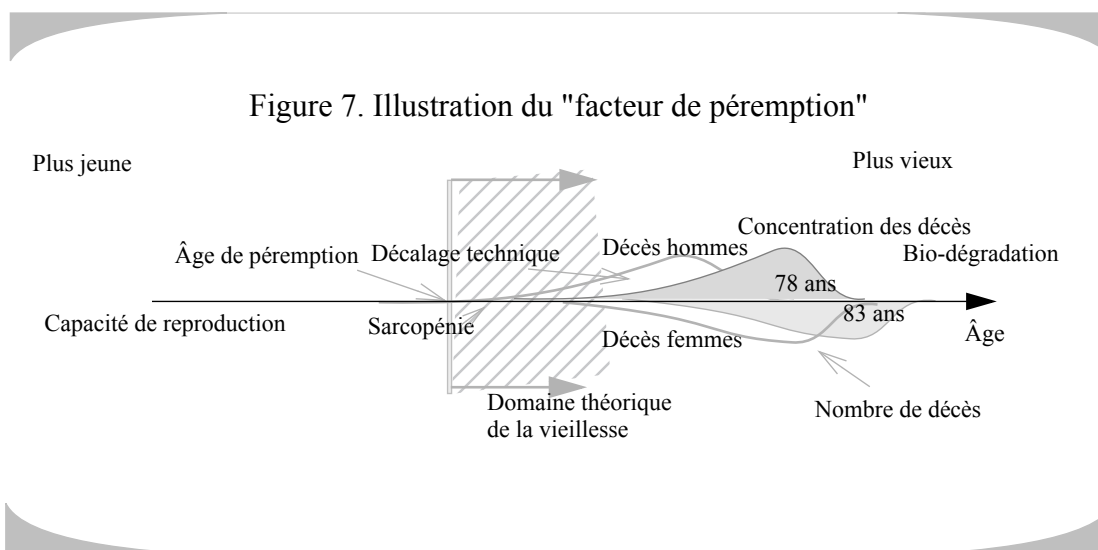 Figure 7. Illustration du "facteur de péremption"
Plus jeune
Plus vieux
Concentration des décès
Âge de péremption
Décalage technique
Décès hommes
Bio-dégradation
78 ans
Capacité de reproduction
Sarcopénie
Décès femmes
83 ans
Âge
Domaine théorique
de la vieillesse
Nombre de décès